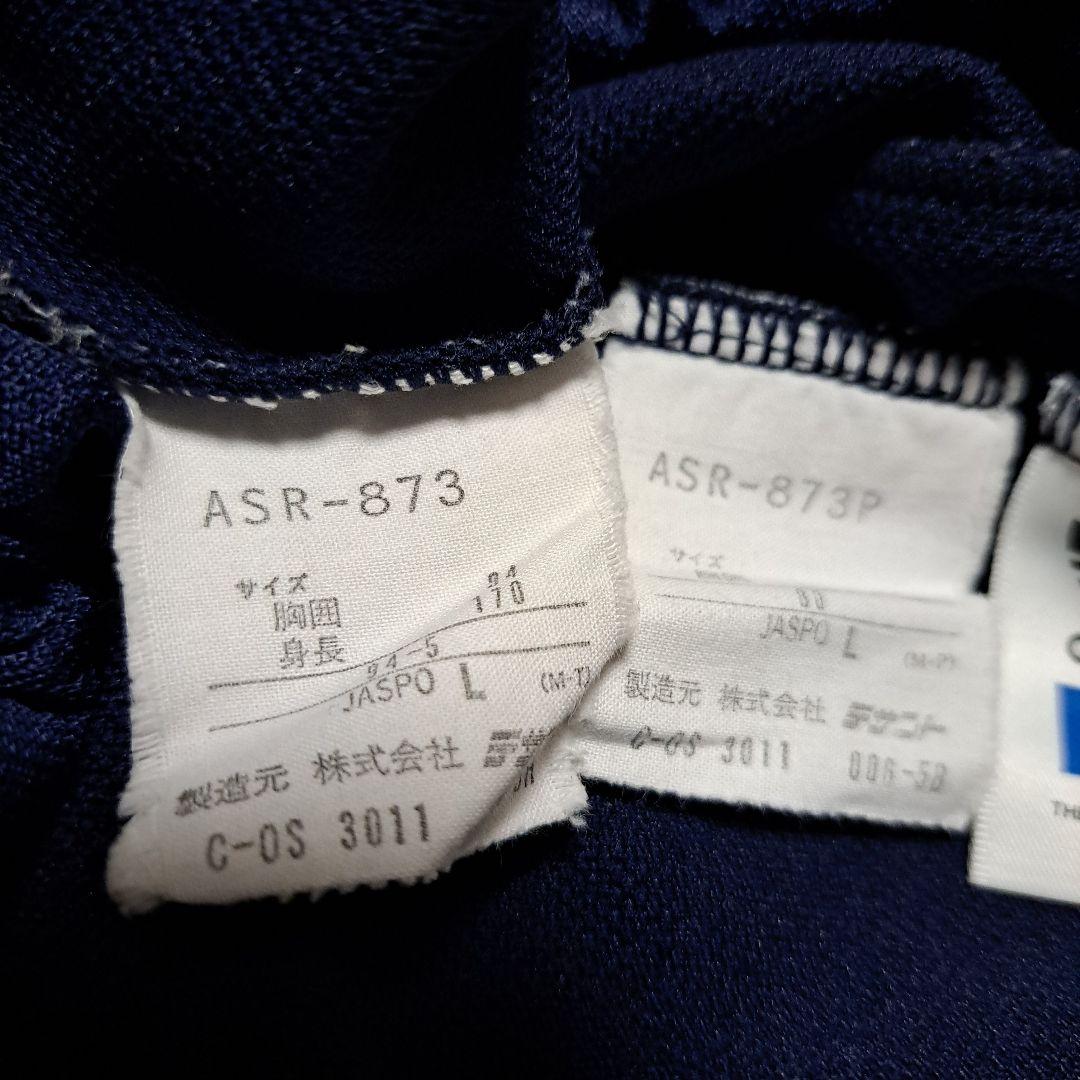 ASR-873
サイズ
胸囲 94
身長 170
94-5
JASPO L (M-T)
製造元 株式会社
C-OS 3011
ASR-873P
サイズ
JASPO L (M-T)
製造元 株式会社 デサント
C-OS 3011
THE